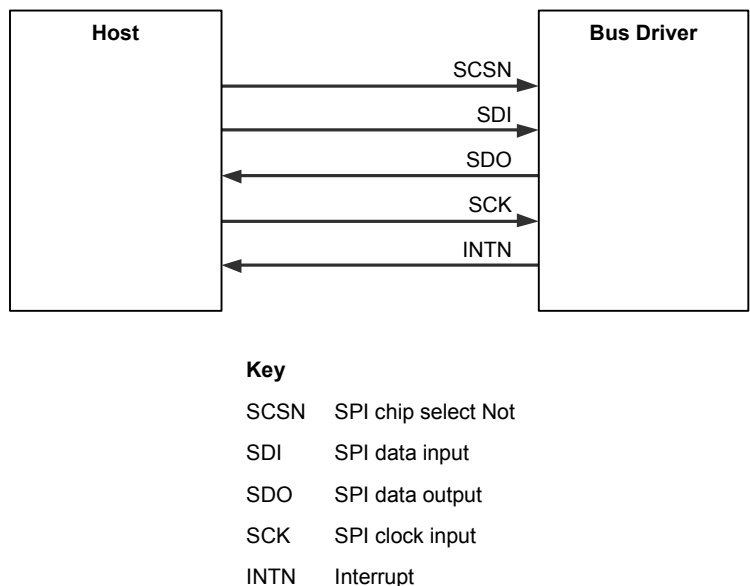 Host
Bus Driver
SCSN
SDI
SDO
SCK
INTN
Key
SCSN SPI chip select Not
SDI SPI data input
SDO SPI data output
SCK SPI clock input
INTN Interrupt